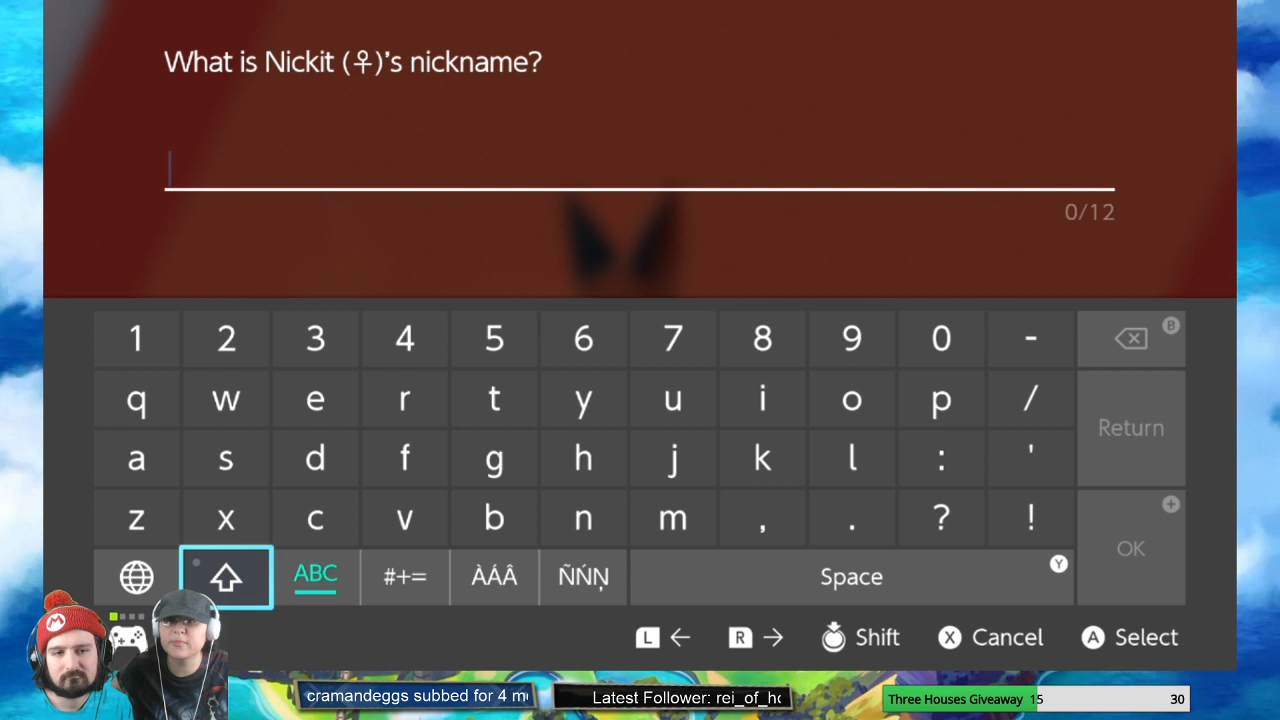 What is Nickit (♀)'s nickname?
0/12
1 2 3 4 5 6 7 8 9 0 -
B
q w e r t y u i o p /
Return
a s d f g h j k l : '
z x c v b n m , . ? !
+
OK
ABC #+= ÀÁÂ ÑŃŅ Space Y
L ← R → Shift X Cancel A Select
M
cramandeggs subbed for 4 m
Latest Follower: rei_of_h
Three Houses Giveaway 15 30